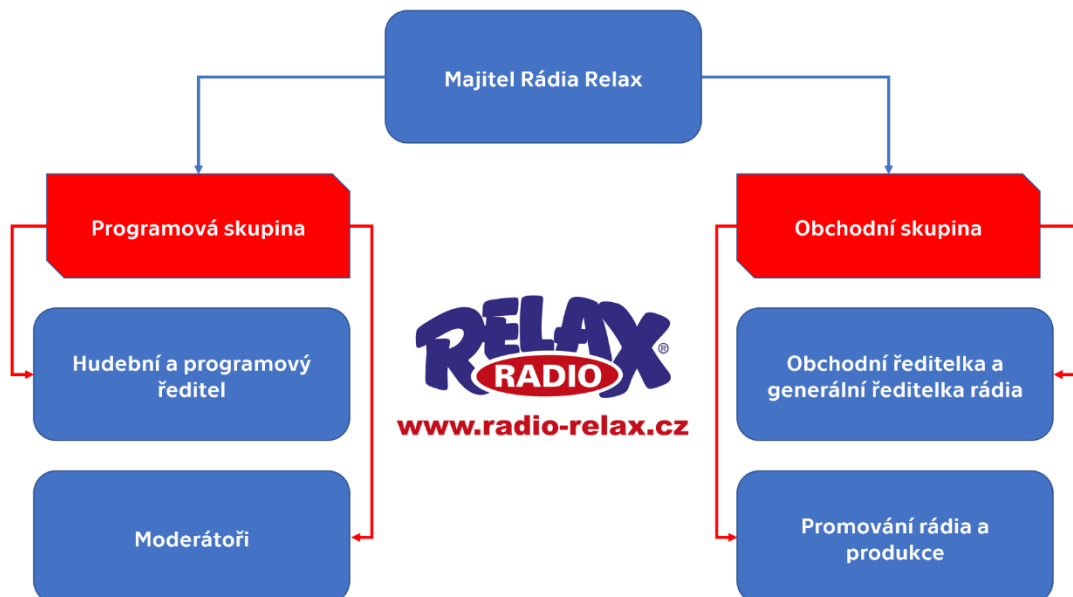 Majitel Rádia Relax
Programová skupina
Obchodní skupina
Hudební a programový
ředitel
RELAX®
RADIO
www.radio-relax.cz
Obchodní ředitelka a
generální ředitelka rádia
Moderátoři
Promování rádia a
produkce